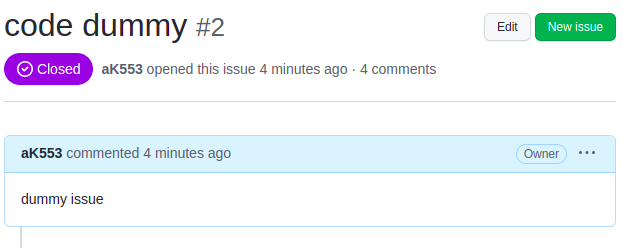 code dummy #2
Edit
New issue
Closed
aK553 opened this issue 4 minutes ago · 4 comments
aK553 commented 4 minutes ago
Owner
dummy issue